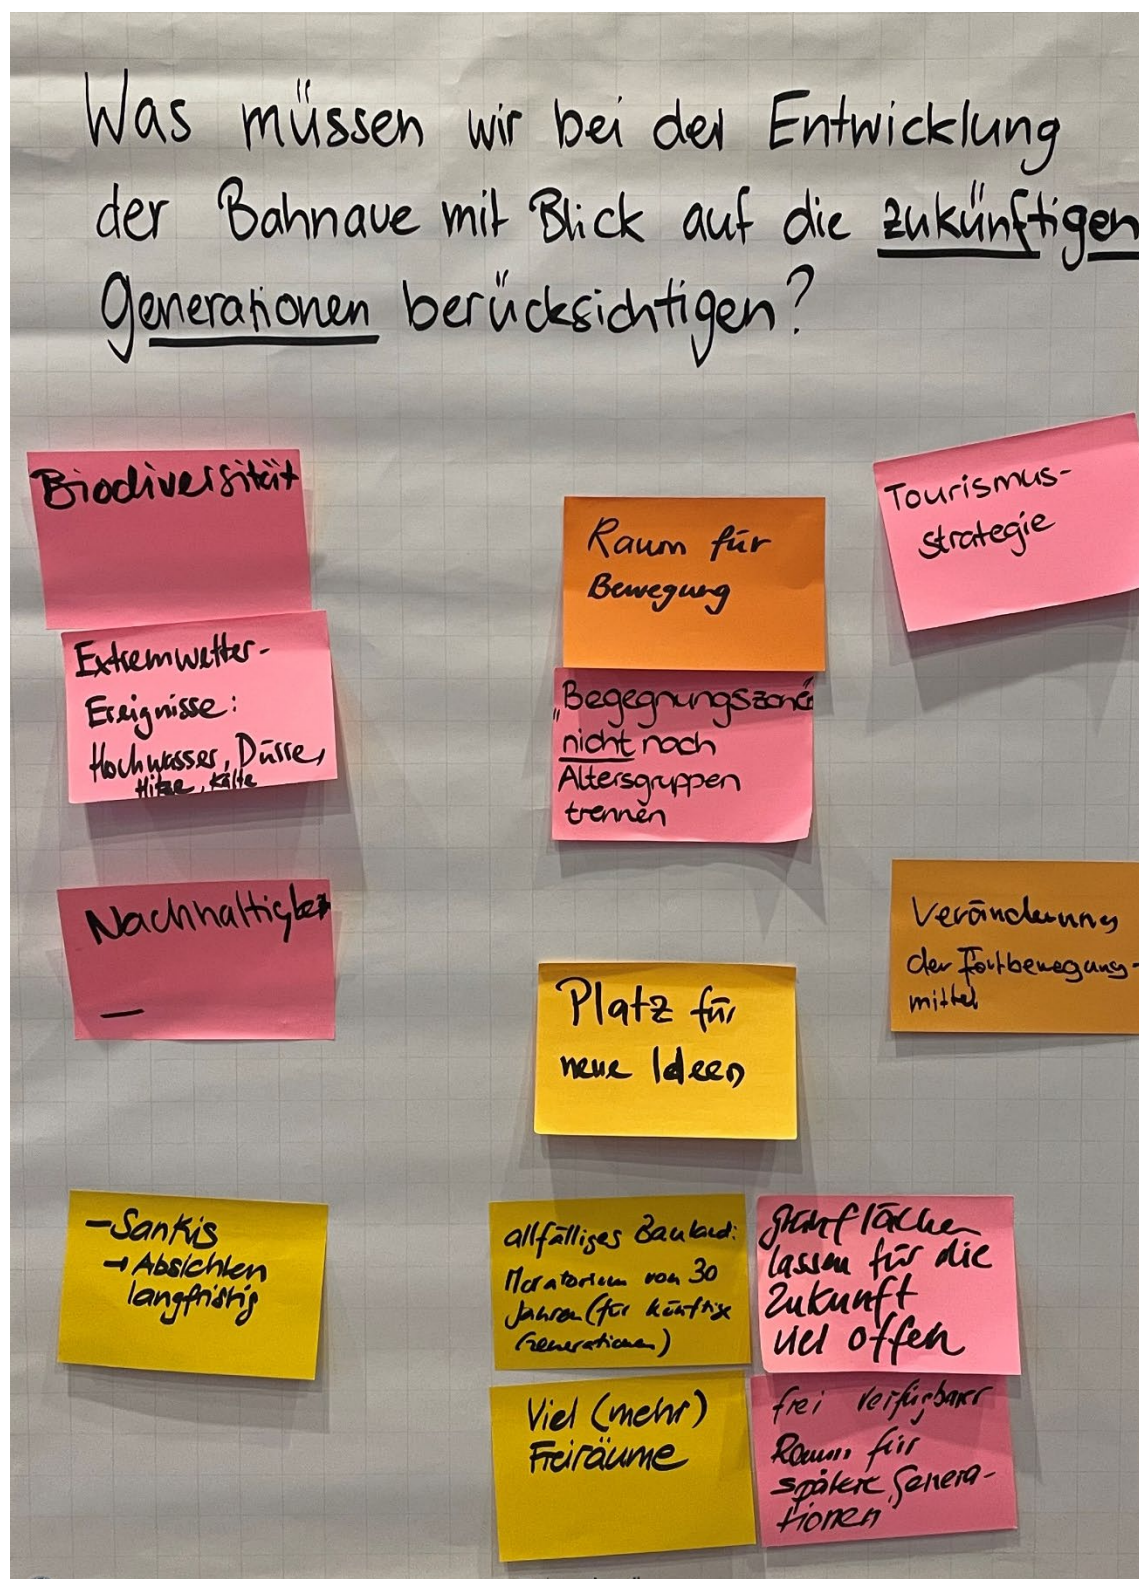 Was müssen wir bei der Entwicklung
der Bahnaue mit Blick auf die zukünftigen
Generationen berücksichtigen?
Biodiversität
Extremwetter-
Ereignisse:
Hochwasser, Dürre,
Hitze, Kälte
Nachhaltigkeit
- Sankis
→ Absichten
langfristig
Raum für
Bewegung
"Begegnungszone"
nicht nach
Altersgruppen
trennen
Platz für
neue Ideen
allfälliges Bauland:
Moratorium von 30
Jahren (für künftige
Generationen)
Viel (mehr)
Freiräume
Grünflächen
lassen für die
Zukunft
viel offen
frei verfügbarer
Raum für
spätere Genera-
tionen
Tourismus-
strategie
Veränderung
der Fortbewegung-
mittel